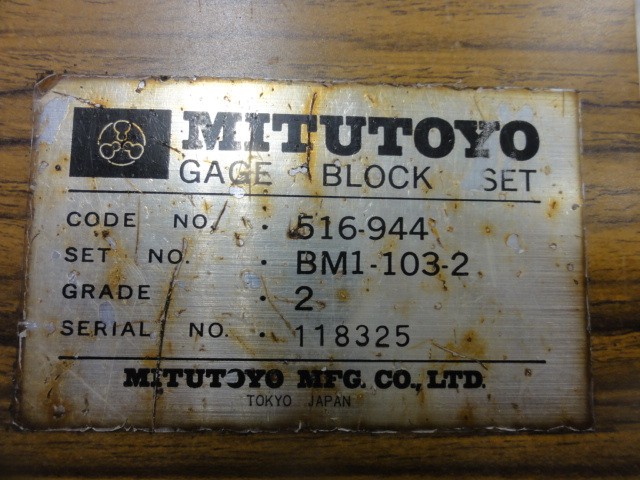 MITUTOYO
GAGE BLOCK SET
CODE NO. · 516-944
SET NO. · BM1-103-2
GRADE · 2
SERIAL NO. · 118325
MITUTOYO MFG. CO., LTD.
TOKYO JAPAN